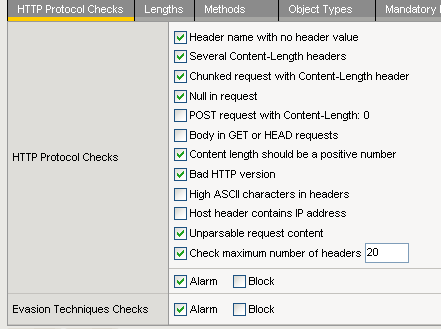 HTTP Protocol Checks Lengths Methods Object Types Mandatory
Header name with no header value
Several Content-Length headers
Chunked request with Content-Length header
Null in request
POST request with Content-Length: 0
Body in GET or HEAD requests
HTTP Protocol Checks
Content length should be a positive number
Bad HTTP version
High ASCII characters in headers
Host header contains IP address
Unparsable request content
Check maximum number of headers 20
Alarm Block
Evasion Techniques Checks Alarm Block